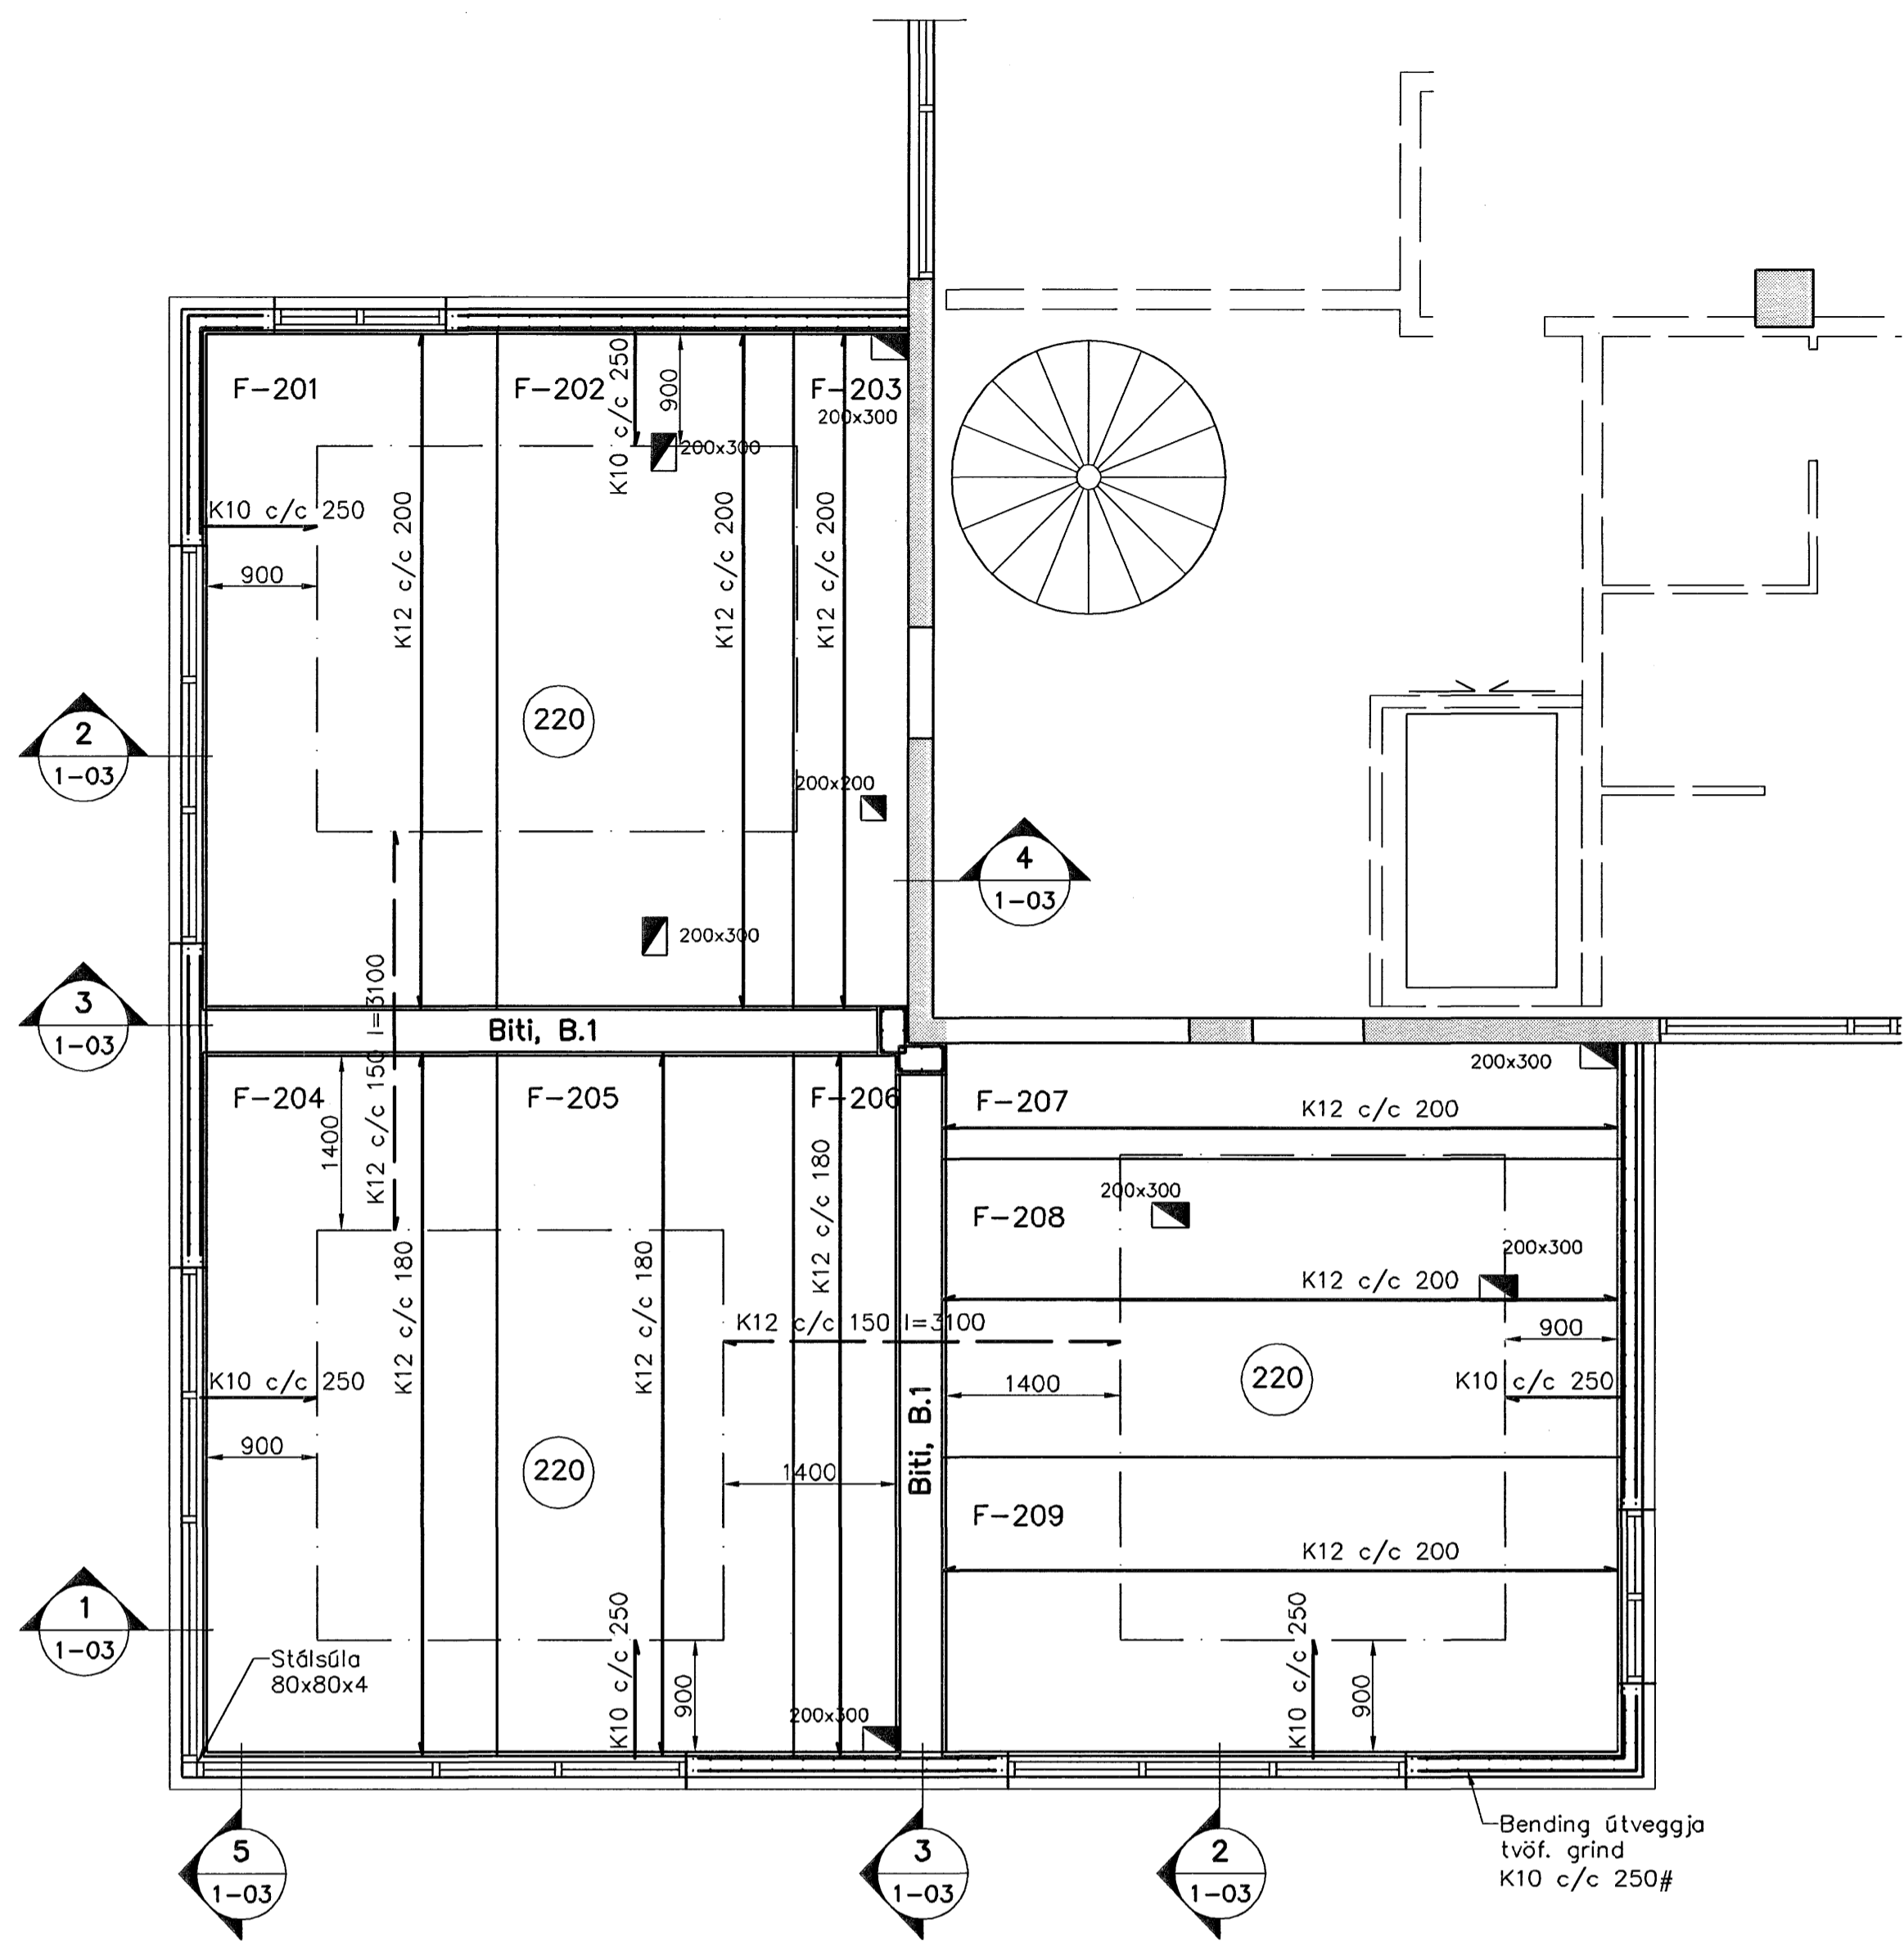 F-201
F-202
F-203
K10 c/c 250
900
200x300
200x300
K10 c/c 250
900
K12 c/c 200
K12 c/c 200
K12 c/c 200
220
2
1-03
200x200
4
1-03
200x300
K12 c/c 150 l=3100
3
1-03
Biti, B.1
200x300
F-204
F-205
F-206
F-207
K12 c/c 200
1400
K12 c/c 180
K12 c/c 180
K12 c/c 180
200x300
F-208
200x300
K12 c/c 200
K12 c/c 150 l=3100
900
K10 c/c 250
900
1400
220
K10 c/c 250
220
1400
Biti, B.1
F-209
K12 c/c 200
1
1-03
Stálsúla
80x80x4
K10 c/c 250
900
200x300
K10 c/c 250
900
5
1-03
3
1-03
2
1-03
Bending útveggja
tvöf. grind
K10 c/c 250#